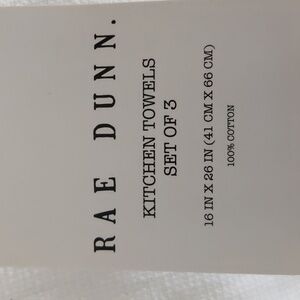 RAE DUNN.
KITCHEN TOWELS
SET OF 3
16 IN X 26 IN (41 CM X 66 CM)
100% COTTON